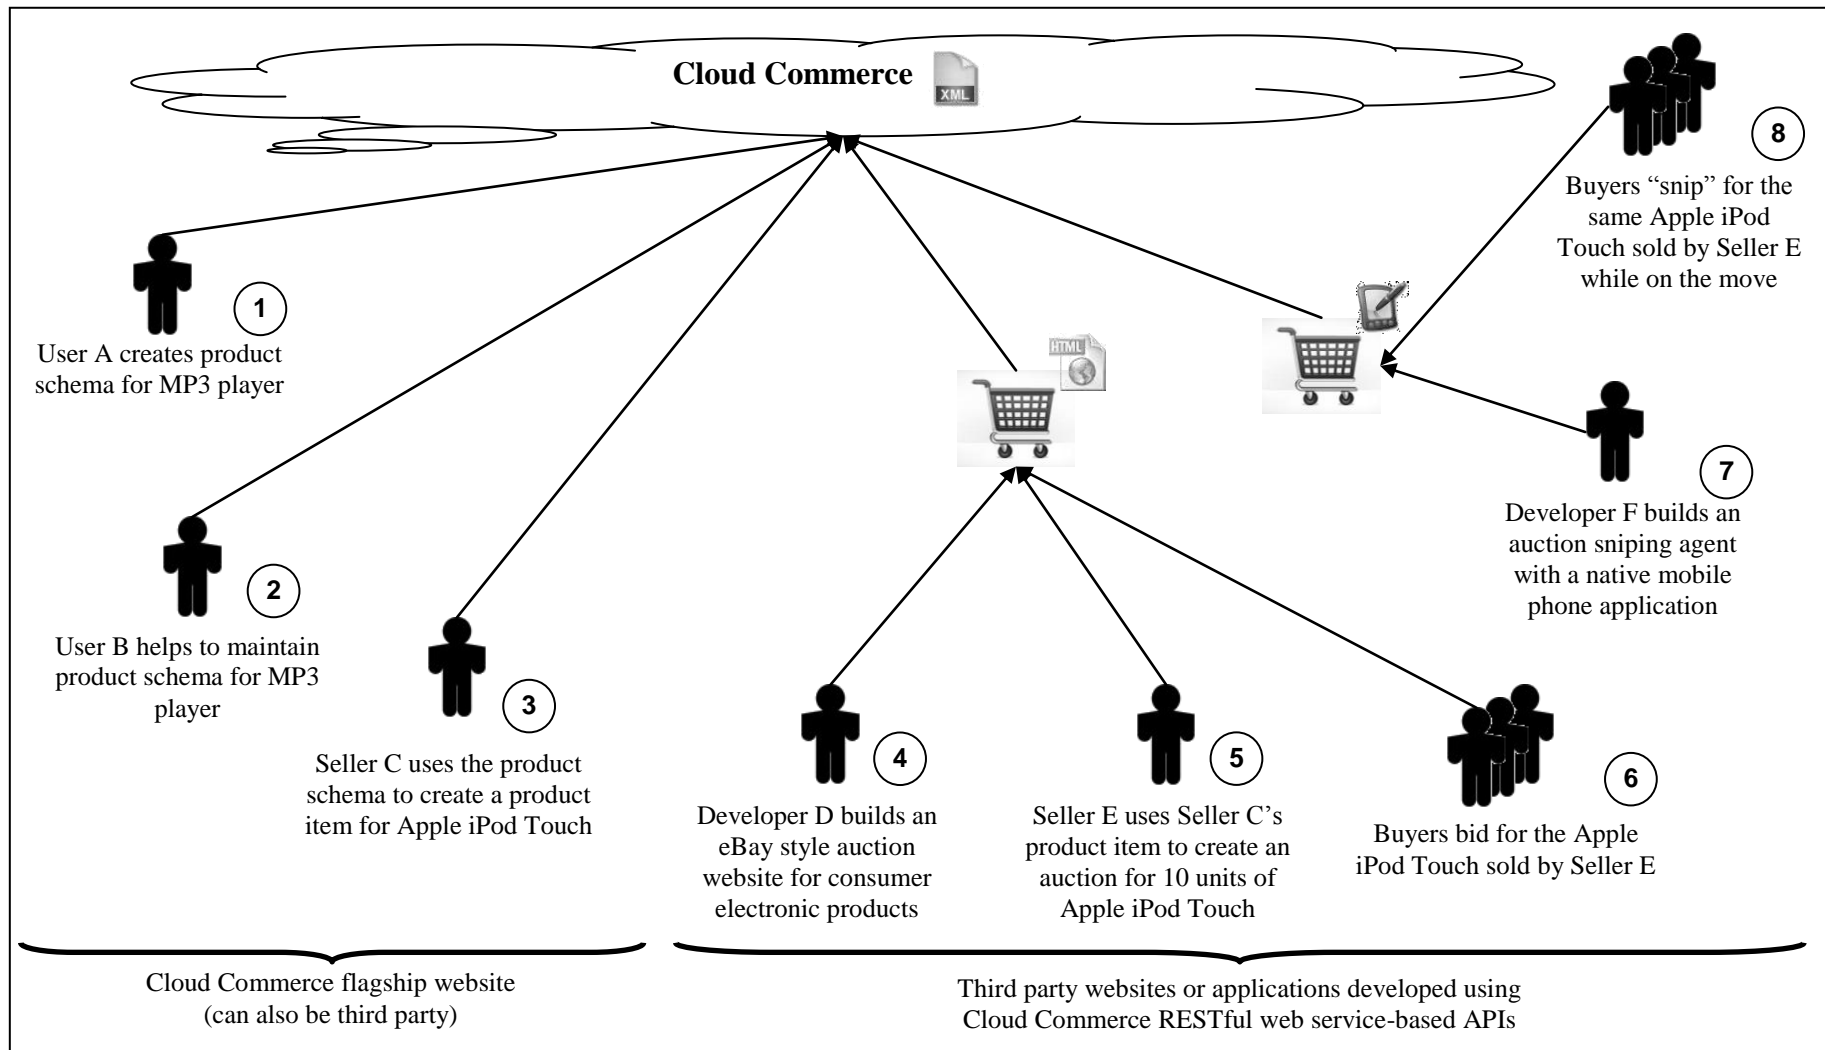 Cloud Commerce
XML
1
User A creates product
schema for MP3 player
2
User B helps to maintain
product schema for MP3
player
3
Seller C uses the product
schema to create a product
item for Apple iPod Touch
HTML
4
Developer D builds an
eBay style auction
website for consumer
electronic products
5
Seller E uses Seller C’s
product item to create an
auction for 10 units of
Apple iPod Touch
6
Buyers bid for the Apple
iPod Touch sold by Seller E
7
Developer F builds an
auction sniping agent
with a native mobile
phone application
8
Buyers “snip” for the
same Apple iPod
Touch sold by Seller E
while on the move
Cloud Commerce flagship website
(can also be third party)
Third party websites or applications developed using
Cloud Commerce RESTful web service-based APIs